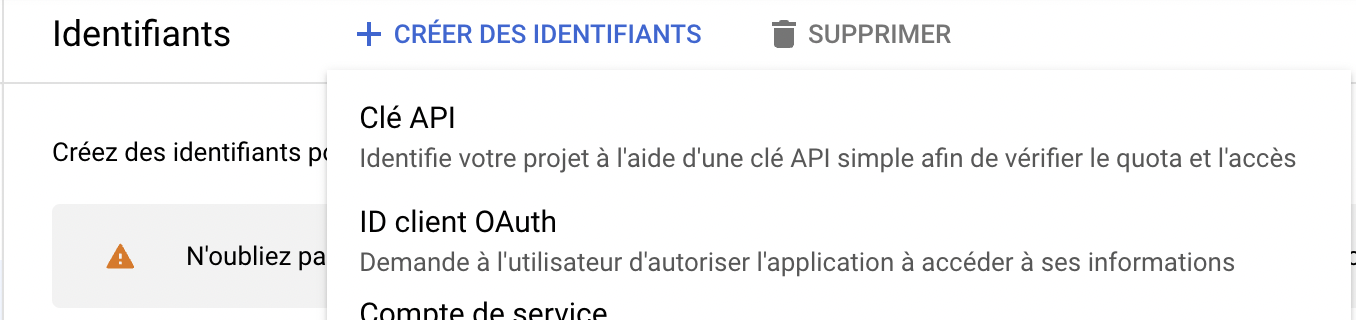 Identifiants
CRÉER DES IDENTIFIANTS
SUPPRIMER
Clé API
Identifie votre projet à l'aide d'une clé API simple afin de vérifier le quota et l'accès
Créez des identifiants
ID client OAuth
Demande à l'utilisateur d'autoriser l'application à accéder à ses informations
N'oubliez
Compte de service